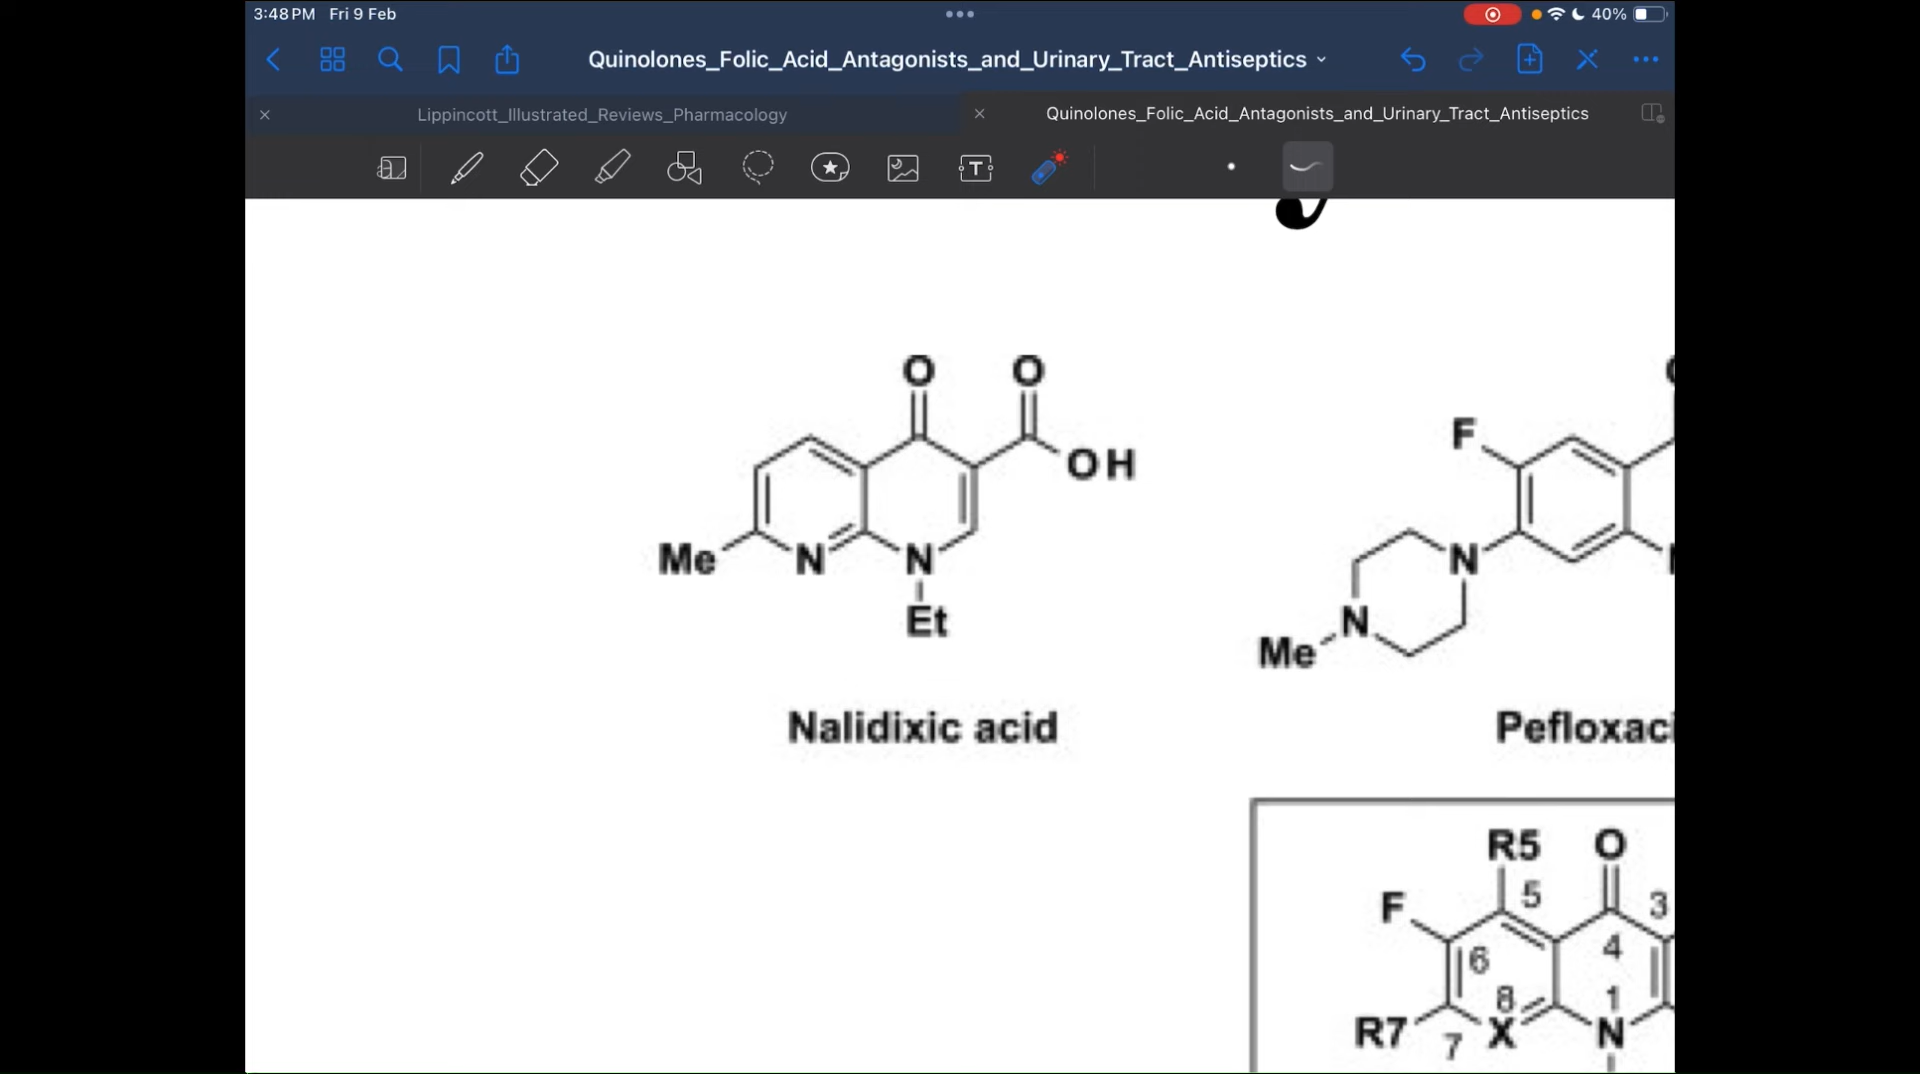 3:48 PM Fri 9 Feb
40%
Quinolones_Folic_Acid_Antagonists_and_Urinary_Tract_Antiseptics
Lippincott_Illustrated_Reviews_Pharmacology
Quinolones_Folic_Acid_Antagonists_and_Urinary_Tract_Antiseptics
T
O O
OH
Me N N
Et
Nalidixic acid
F
N
N
Me
Pefloxaci
R5 O
5 3
F
6 4
8 1
R7 X N
7